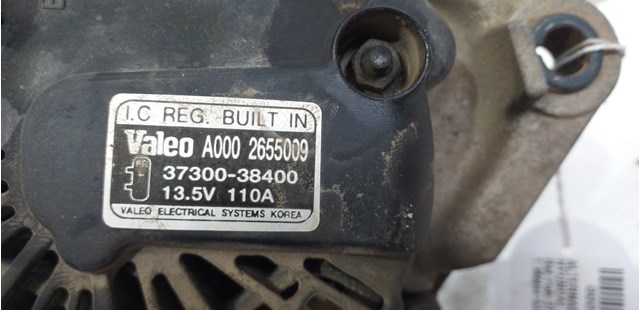 I.C REG. BUILT IN
Valeo A000 2655009
37300-38400
13.5V 110A
VALEO ELECTRICAL SYSTEMS KOREA